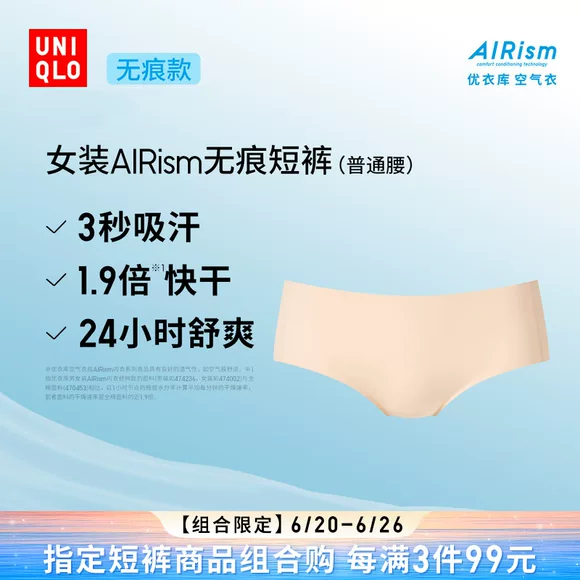 UNI
QLO
无痕款
AIRism
comfort conditioning technology
优衣库 空气衣
女装AIRism无痕短裤(普通腰)
3秒吸汗
1.9倍※1快干
24小时舒爽
【组合限定】6/20-6/26
指定短裤商品组合购 每满3件99元